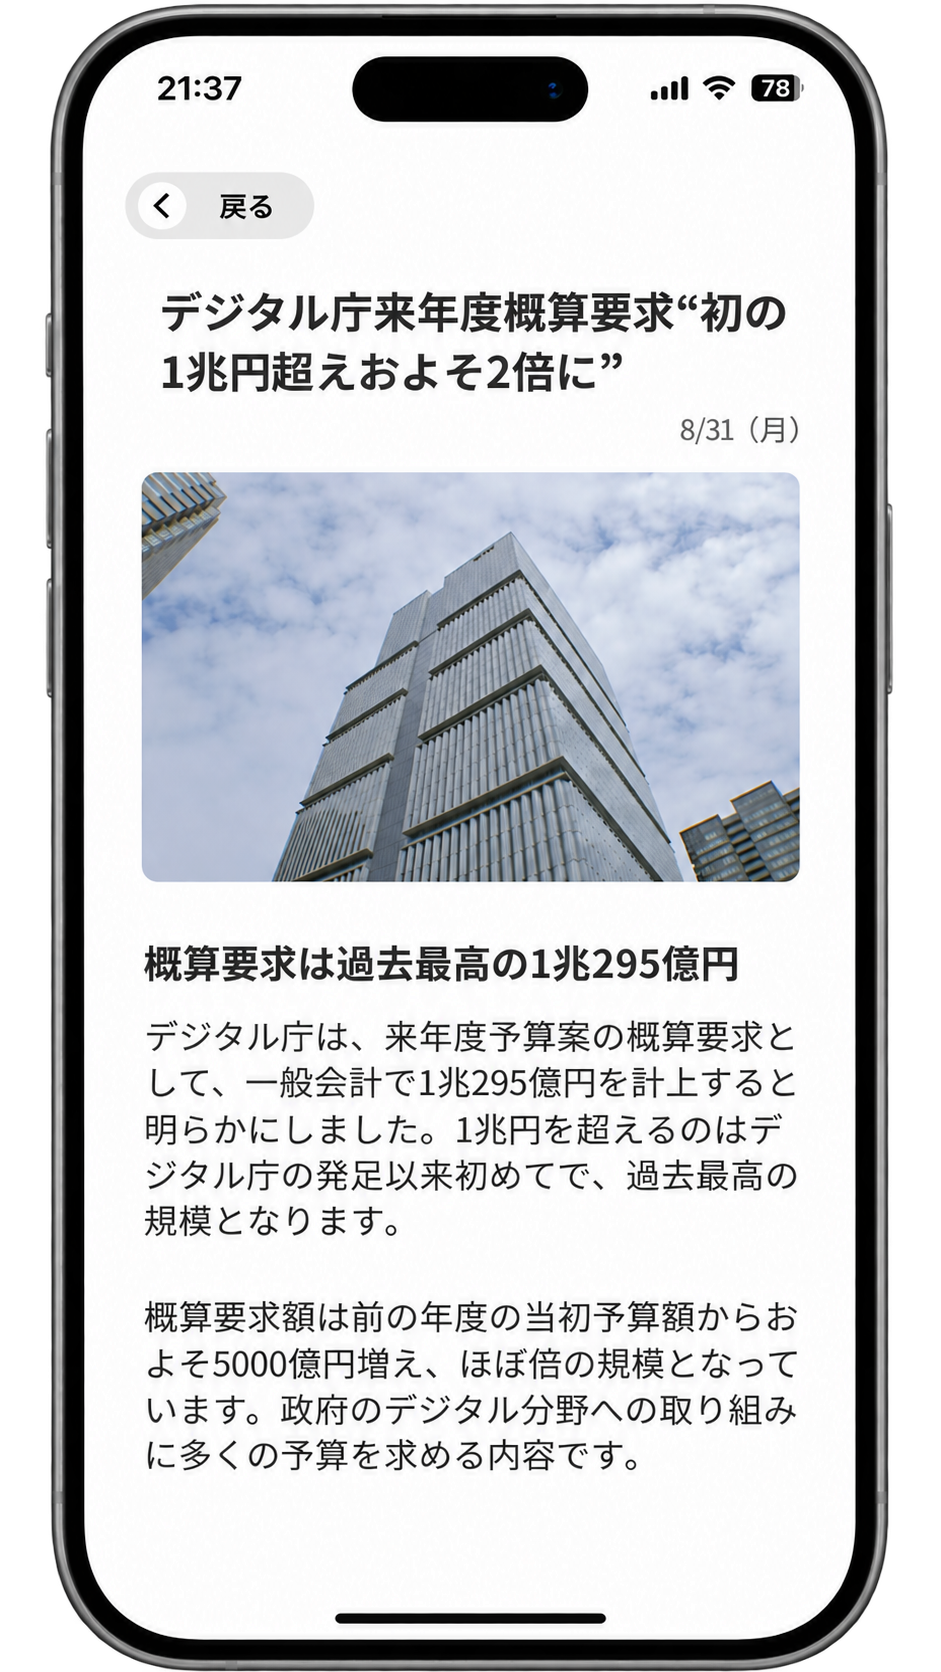 21:37
78
戻る
デジタル庁来年度概算要求“初の
1兆円超えおよそ2倍に”
8/31（月）
概算要求は過去最高の1兆295億円
デジタル庁は、来年度予算案の概算要求と
して、一般会計で1兆295億円を計上すると
明らかにしました。1兆円を超えるのはデ
ジタル庁の発足以来初めてで、過去最高の
規模となります。
概算要求額は前の年度の当初予算額からお
よそ5000億円増え、ほぼ倍の規模となって
います。政府のデジタル分野への取り組み
に多くの予算を求める内容です。